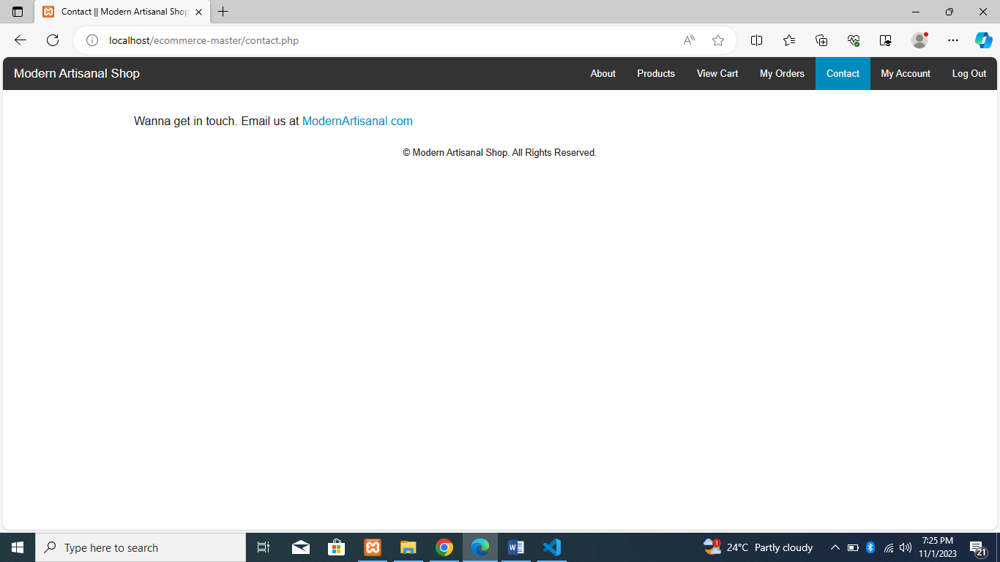 Contact || Modern Artisanal Shop
localhost/ecommerce-master/contact.php
Modern Artisanal Shop
About
Products
View Cart
My Orders
Contact
My Account
Log Out
Wanna get in touch. Email us at ModernArtisanal.com
© Modern Artisanal Shop. All Rights Reserved.
Type here to search
1
24°C Partly cloudy
7:25 PM
11/1/2023
21